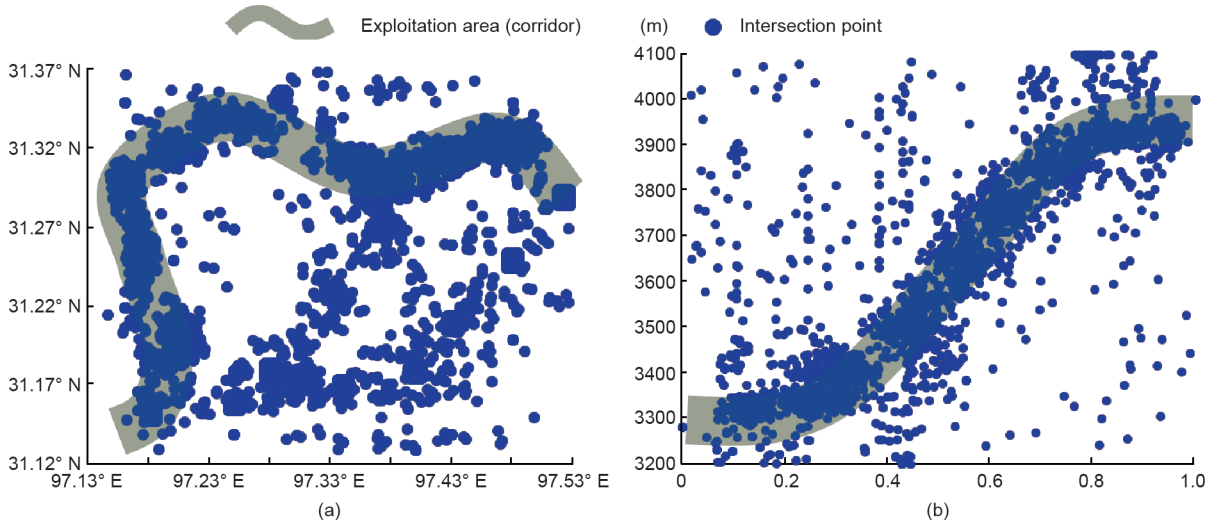 Exploitation area (corridor)
(m)
Intersection point
31.37° N
31.32° N
31.27° N
31.22° N
31.17° N
31.12° N
97.13° E
97.23° E
97.33° E
97.43° E
97.53° E
(a)
4100
4000
3900
3800
3700
3600
3500
3400
3300
3200
0
0.2
0.4
0.6
0.8
1.0
(b)